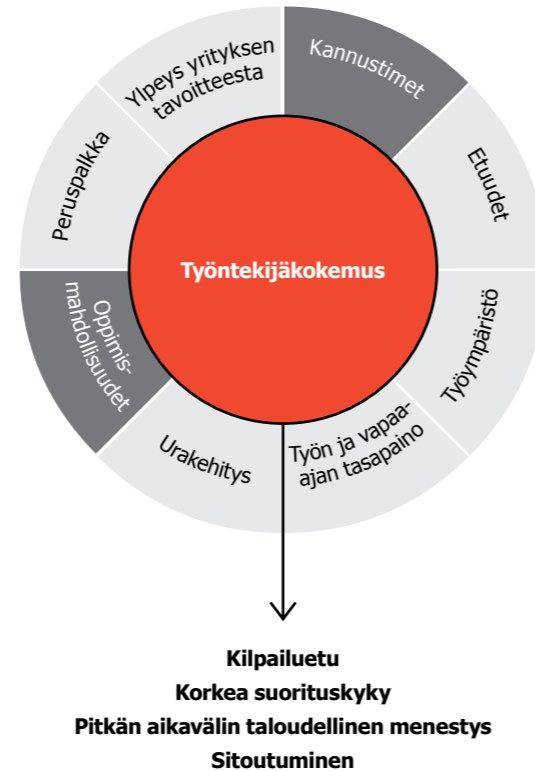 Ylpeys yrityksen
tavoitteesta
Kannustimet
Etuudet
Työympäristö
Työn ja vapaa-
ajan tasapaino
Urakehitys
Oppimis-
mahdollisuudet
Peruspalkka
Työntekijäkokemus
Kilpailuetu
Korkea suorituskyky
Pitkän aikavälin taloudellinen menestys
Sitoutuminen